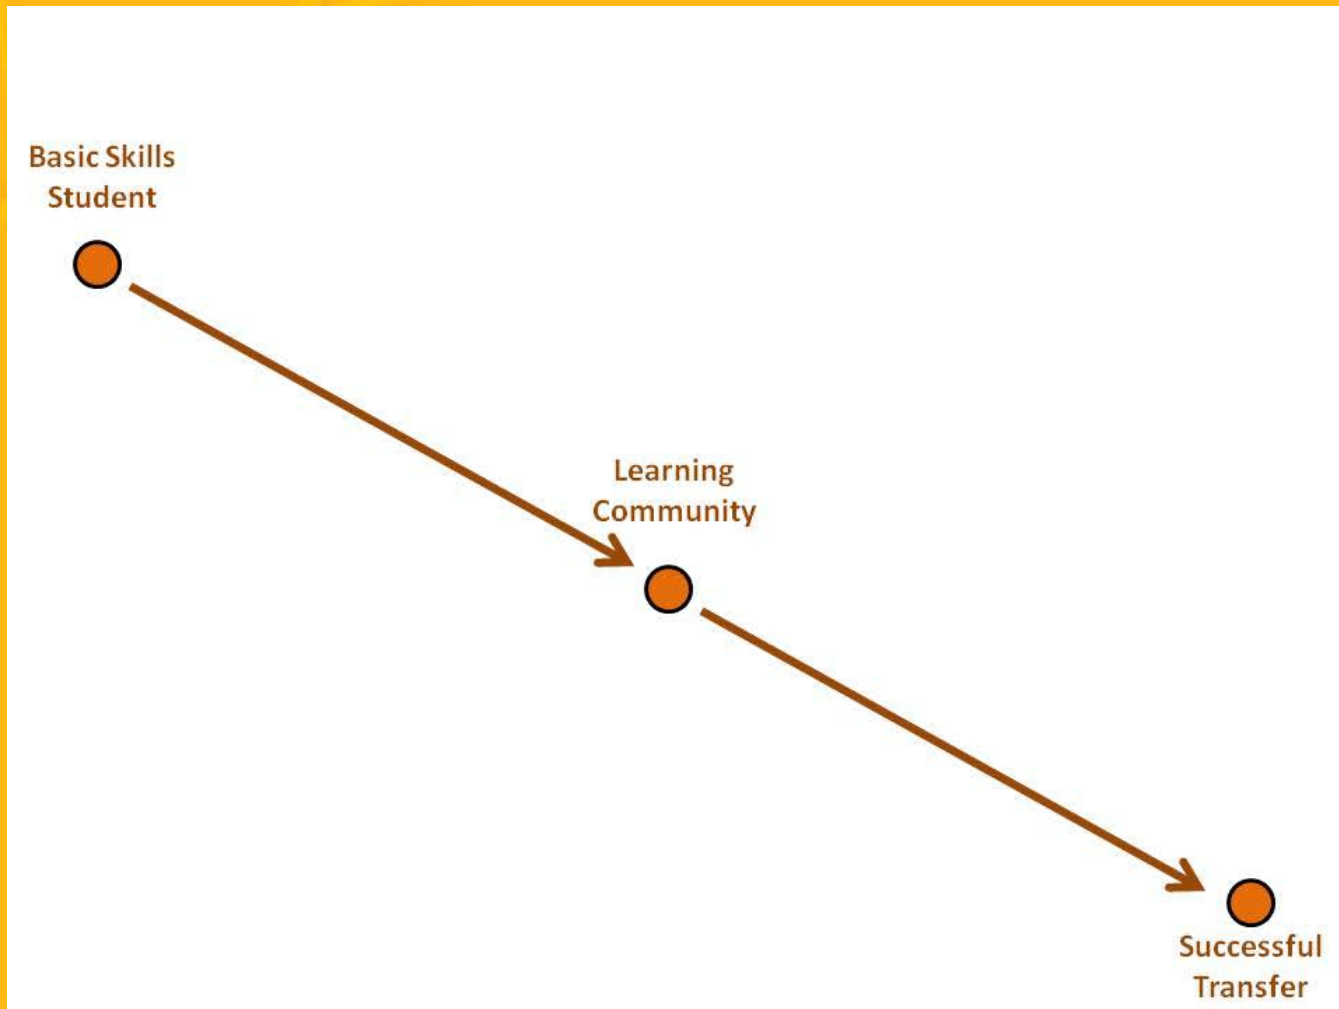 Basic Skills
Student
Learning
Community
Successful
Transfer